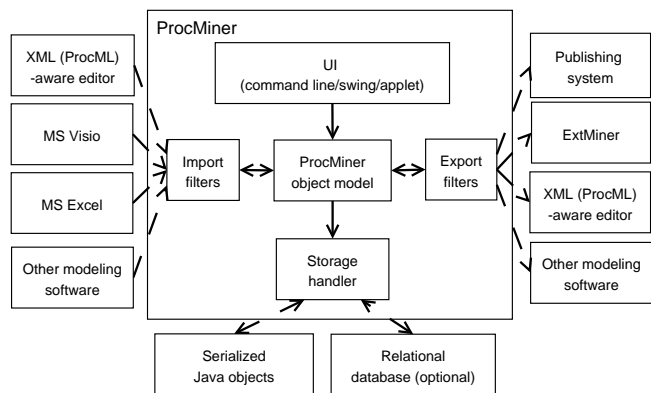 ProcMiner
UI
(command line/swing/applet)
XML (ProcML)
-aware editor
MS Visio
MS Excel
Other modeling
software
Import
filters
ProcMiner
object model
Export
filters
Storage
handler
Publishing
system
ExtMiner
XML (ProcML)
-aware editor
Other modeling
software
Serialized
Java objects
Relational
database (optional)